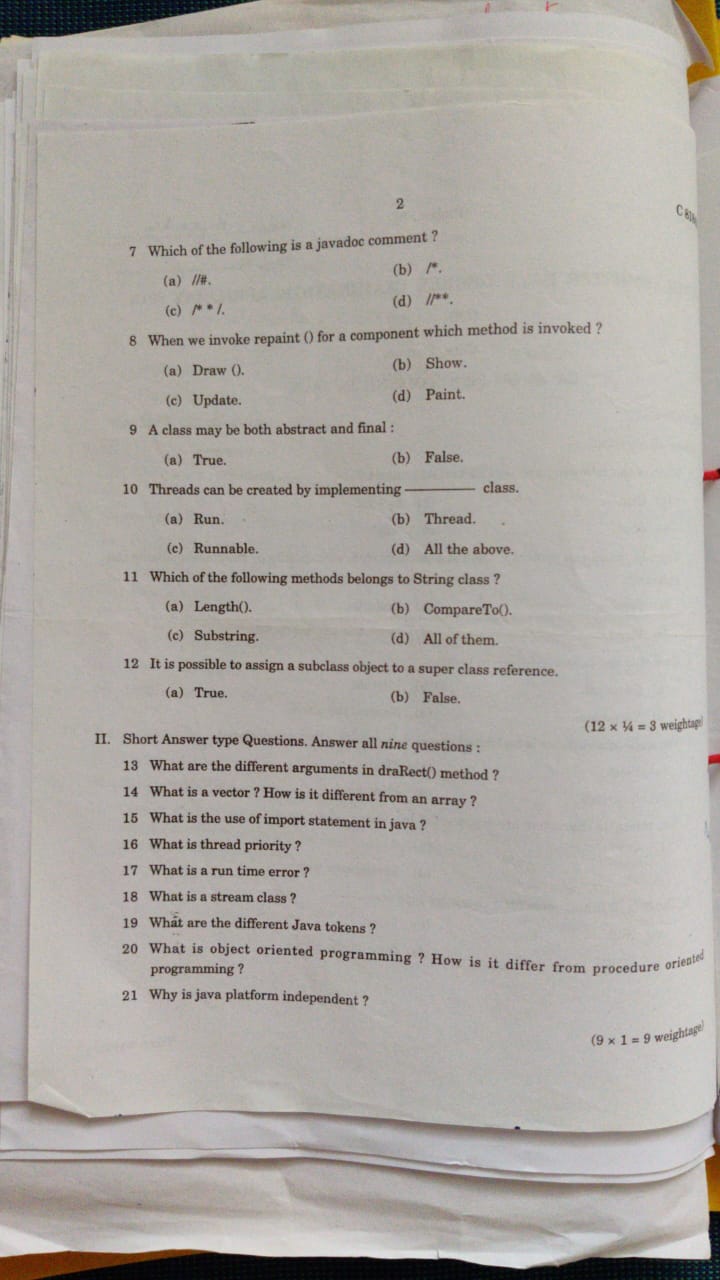 2
7 Which of the following is a javadoc comment ?
(a) //#. (b) /*.
(c) /* * /. (d) //**.
8 When we invoke repaint () for a component which method is invoked ?
(a) Draw (). (b) Show.
(c) Update. (d) Paint.
9 A class may be both abstract and final :
(a) True. (b) False.
10 Threads can be created by implementing ———— class.
(a) Run. (b) Thread.
(c) Runnable. (d) All the above.
11 Which of the following methods belongs to String class ?
(a) Length(). (b) CompareTo().
(c) Substring. (d) All of them.
12 It is possible to assign a subclass object to a super class reference.
(a) True. (b) False.
(12 × ¼ = 3 weightage)
II. Short Answer type Questions. Answer all nine questions :
13 What are the different arguments in draRect() method ?
14 What is a vector ? How is it different from an array ?
15 What is the use of import statement in java ?
16 What is thread priority ?
17 What is a run time error ?
18 What is a stream class ?
19 What are the different Java tokens ?
20 What is object oriented programming ? How is it differ from procedure oriented
programming ?
21 Why is java platform independent ?
(9 × 1 = 9 weightage)